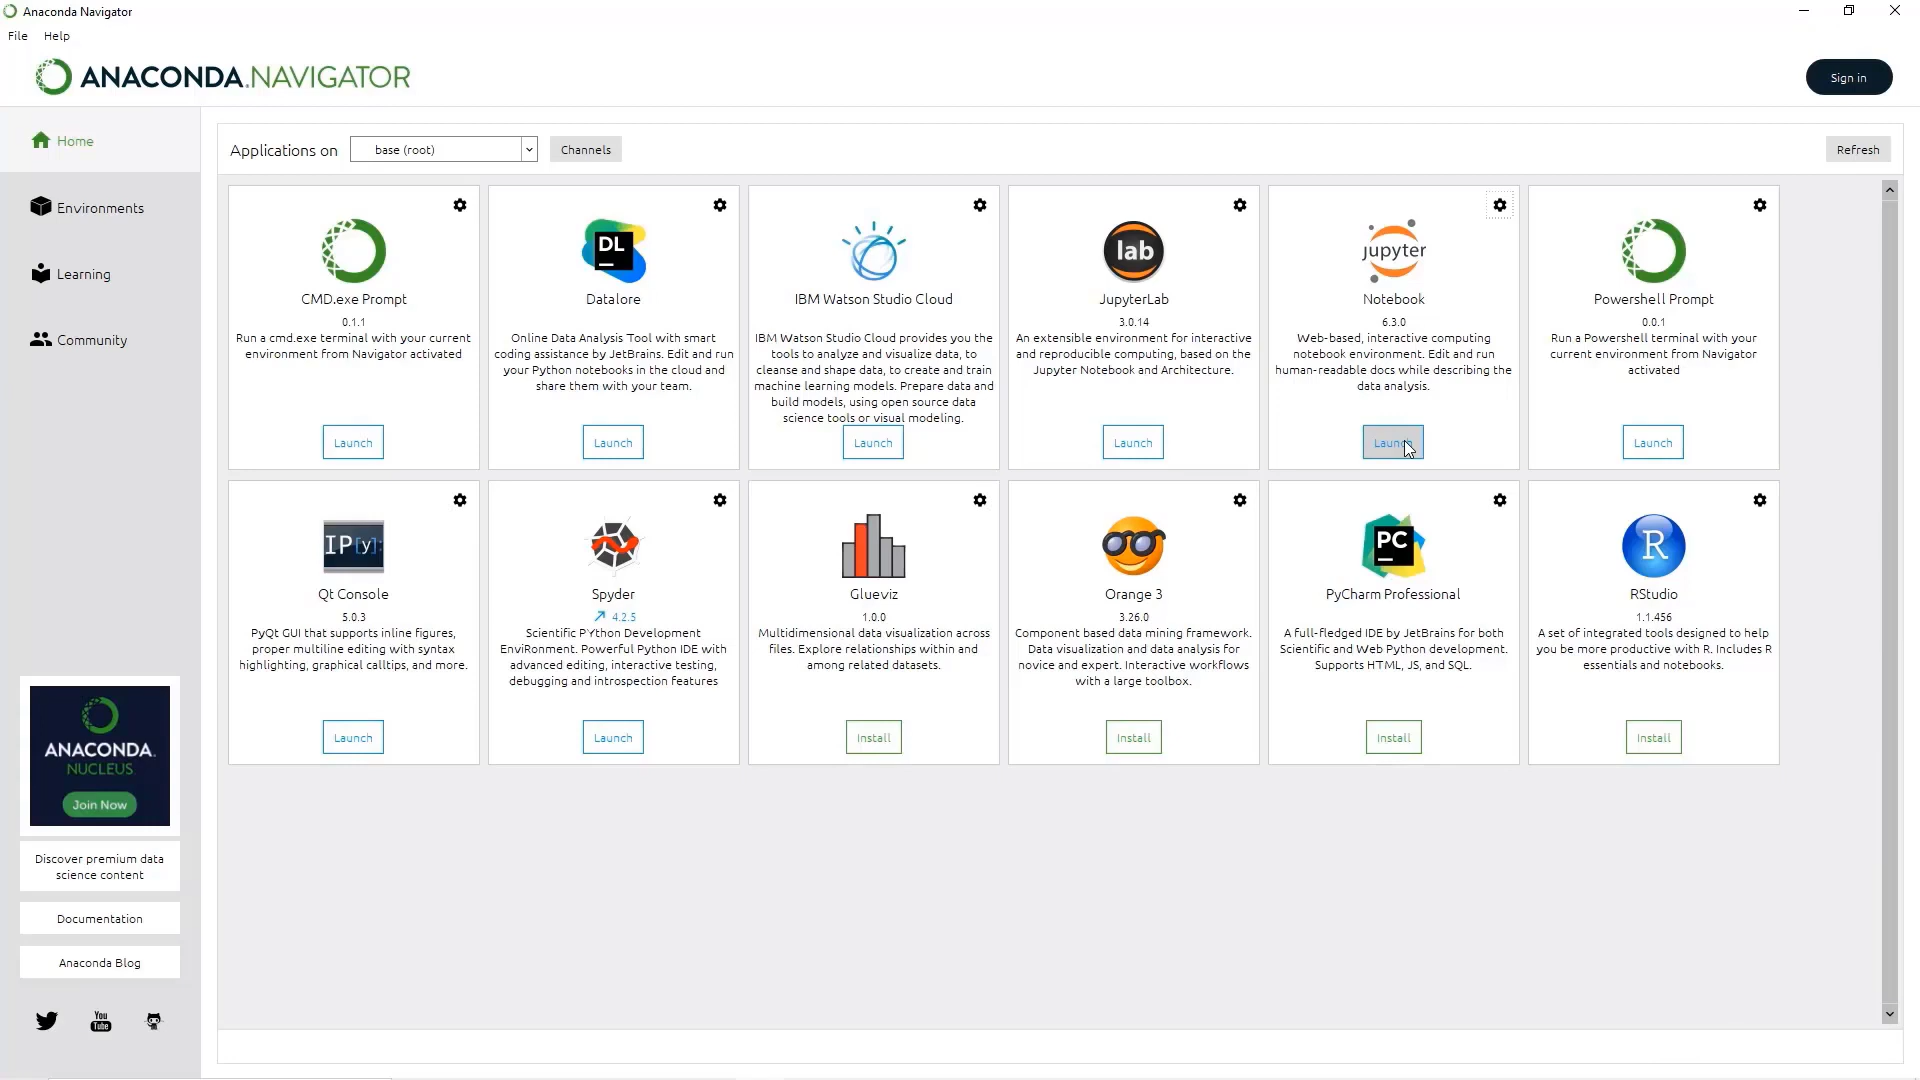 Anaconda Navigator
File Help
ANACONDA.NAVIGATOR
Sign in
Home
Environments
Learning
Community
Applications on base (root) Channels Refresh
CMD.exe Prompt
0.1.1
Run a cmd.exe terminal with your current
environment from Navigator activated
Launch
DL
Datalore
Online Data Analysis Tool with smart
coding assistance by JetBrains. Edit and run
your Python notebooks in the cloud and
share them with your team.
Launch
IBM Watson Studio Cloud
IBM Watson Studio Cloud provides you the
tools to analyze and visualize data, to
cleanse and shape data, to create and train
machine learning models. Prepare data and
build models, using open source data
science tools or visual modeling.
Launch
lab
JupyterLab
3.0.14
An extensible environment for interactive
and reproducible computing, based on the
Jupyter Notebook and Architecture.
Launch
jupyter
Notebook
6.3.0
Web-based, interactive computing
notebook environment. Edit and run
human-readable docs while describing the
data analysis.
Launch
Powershell Prompt
0.0.1
Run a Powershell terminal with your
current environment from Navigator
activated
Launch
IP[y]:
Qt Console
5.0.3
PyQt GUI that supports inline figures,
proper multiline editing with syntax
highlighting, graphical calltips, and more.
Launch
Spyder
4.2.5
Scientific PYthon Development
EnviRonment. Powerful Python IDE with
advanced editing, interactive testing,
debugging and introspection features
Launch
Glueviz
1.0.0
Multidimensional data visualization across
files. Explore relationships within and
among related datasets.
Install
Orange 3
3.26.0
Component based data mining framework.
Data visualization and data analysis for
novice and expert. Interactive workflows
with a large toolbox.
Install
PC
PyCharm Professional
A full-fledged IDE by JetBrains for both
Scientific and Web Python development.
Supports HTML, JS, and SQL.
Install
R
RStudio
1.1.456
A set of integrated tools designed to help
you be more productive with R. Includes R
essentials and notebooks.
Install
ANACONDA.
NUCLEUS
Join Now
Discover premium data
science content
Documentation
Anaconda Blog
You
Tube